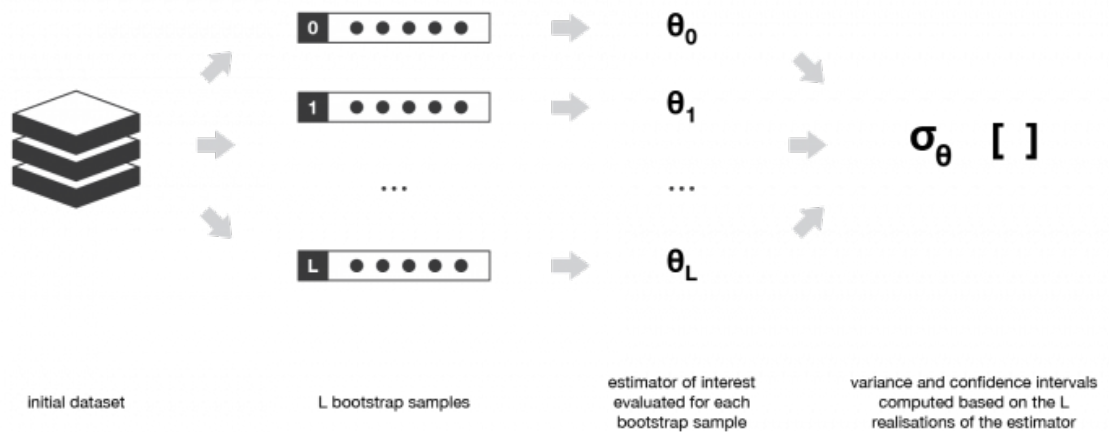 0
θ0
1
θ1
σθ [ ]
...
...
L
θL
initial dataset
L bootstrap samples
estimator of interest
evaluated for each
bootstrap sample
variance and confidence intervals
computed based on the L
realisations of the estimator